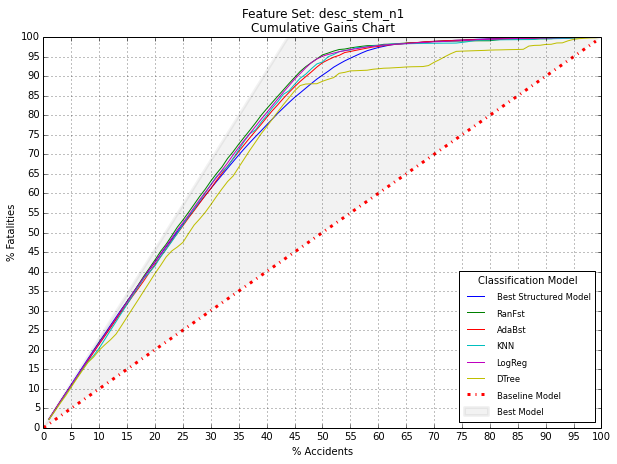 Feature Set: desc_stem_n1
Cumulative Gains Chart
% Fatalities
100
95
90
85
80
75
70
65
60
55
50
45
40
35
30
25
20
15
10
5
0
Classification Model
Best Structured Model
RanFst
AdaBst
KNN
LogReg
DTree
Baseline Model
Best Model
0 5 10 15 20 25 30 35 40 45 50 55 60 65 70 75 80 85 90 95 100
% Accidents